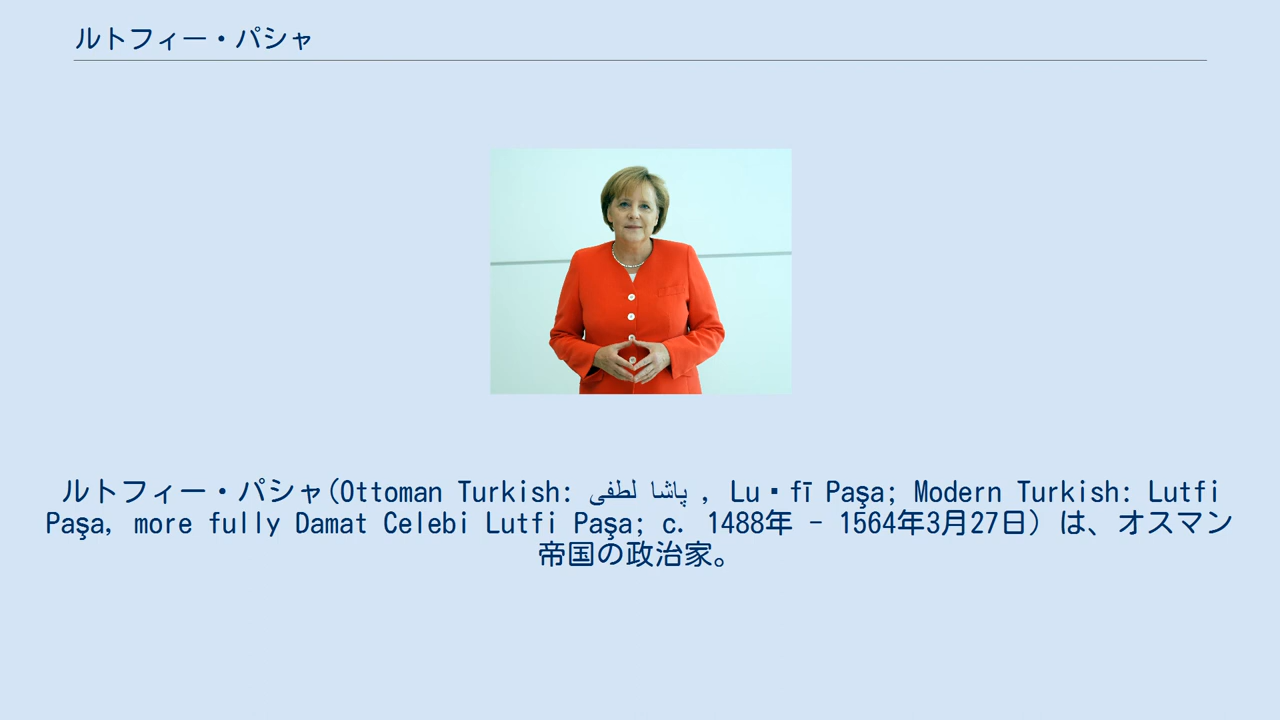 ルトフィー・パシャ
ルトフィー・パシャ(Ottoman Turkish: پاشا لطفى , Lu·fī Paşa; Modern Turkish: Lutfi
Paşa, more fully Damat Celebi Lutfi Paşa; c. 1488年 - 1564年3月27日) は、オスマン
帝国の政治家。